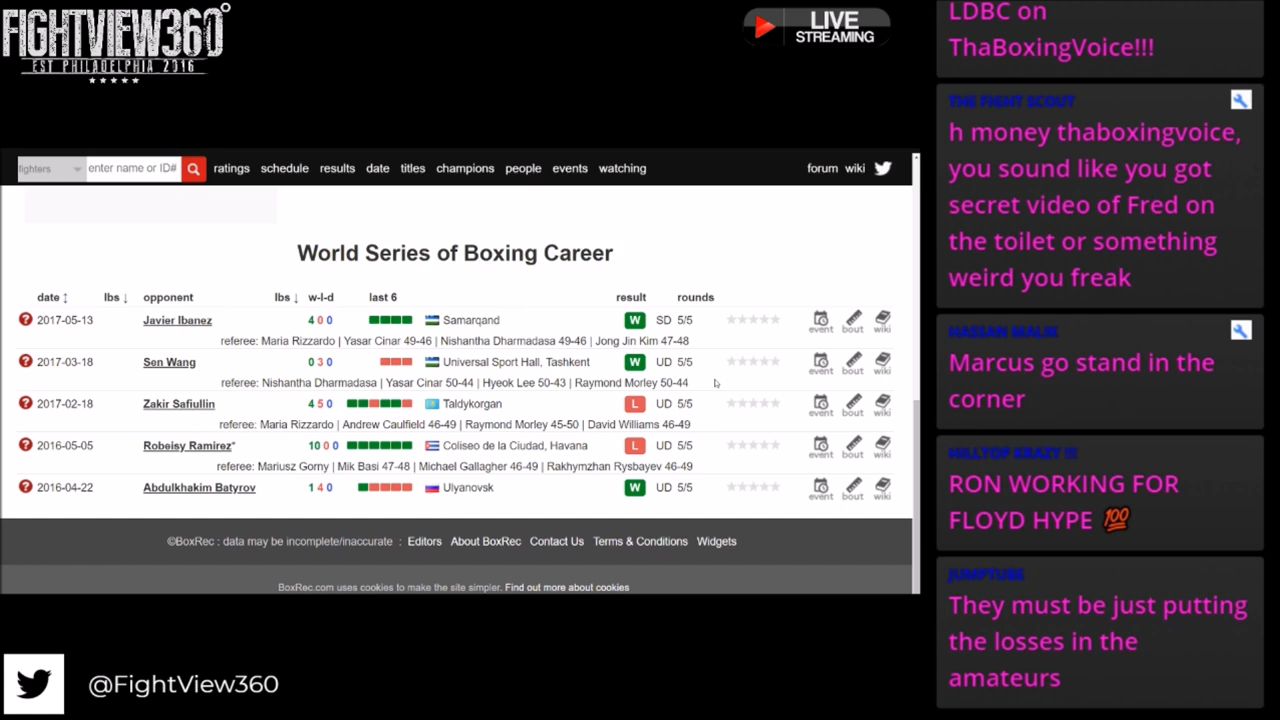 FIGHTVIEW360°
EST PHILADELPHIA 2016
LIVE
STREAMING
fighters
enter name or ID#
ratings schedule results date titles champions people events watching
forum wiki
World Series of Boxing Career
date lbs opponent lbs w-l-d last 6 result rounds
2017-05-13 Javier Ibanez 4 0 0 Samarqand W SD 5/5 event bout wiki
referee: Maria Rizzardo | Yasar Cinar 49-46 | Nishantha Dharmadasa 49-46 | Jong Jin Kim 47-48
2017-03-18 Sen Wang 0 3 0 Universal Sport Hall, Tashkent W UD 5/5 event bout wiki
referee: Nishantha Dharmadasa | Yasar Cinar 50-44 | Hyeok Lee 50-43 | Raymond Morley 50-44
2017-02-18 Zakir Safiullin 4 5 0 Taldykorgan L UD 5/5 event bout wiki
referee: Maria Rizzardo | Andrew Caulfield 46-49 | Raymond Morley 45-50 | David Williams 46-49
2016-05-05 Robeisy Ramirez* 10 0 0 Coliseo de la Ciudad, Havana L UD 5/5 event bout wiki
referee: Mariusz Gorny | Mik Basi 47-48 | Michael Gallagher 46-49 | Rakhymzhan Rysbayev 46-49
2016-04-22 Abdulkhakim Batyrov 1 4 0 Ulyanovsk W UD 5/5 event bout wiki
©BoxRec : data may be incomplete/inaccurate : Editors About BoxRec Contact Us Terms & Conditions Widgets
BoxRec.com uses cookies to make the site simpler. Find out more about cookies
@FightView360
LDBC on
ThaBoxingVoice!!!
THE FIGHT SCOUT
h money thaboxingvoice,
you sound like you got
secret video of Fred on
the toilet or something
weird you freak
HASSAN MALIK
Marcus go stand in the
corner
HILLTOP KRAZY !!!
RON WORKING FOR
FLOYD HYPE 💯
JUMPTUBE
They must be just putting
the losses in the
amateurs